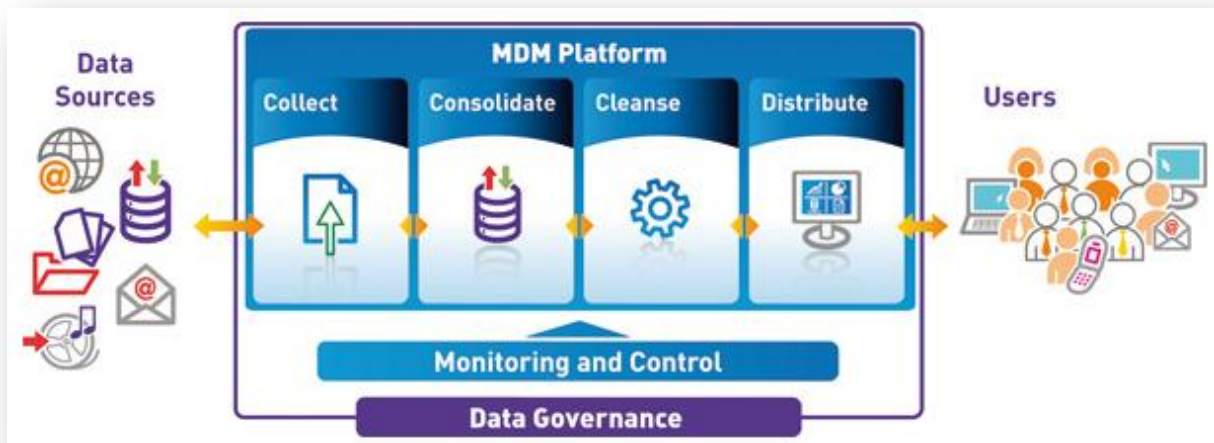 Data
Sources
MDM Platform
Collect
Consolidate
Cleanse
Distribute
Users
@
@
@
Monitoring and Control
Data Governance